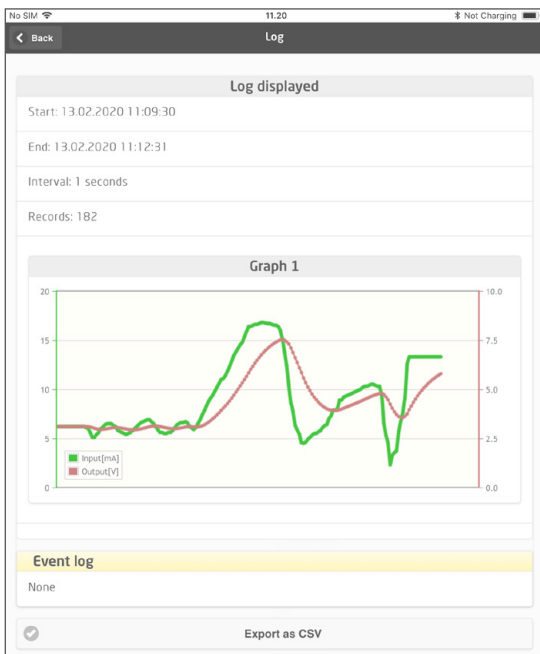 No SIM 11.20 Not Charging
Back Log
Log displayed
Start: 13.02.2020 11:09:30
End: 13.02.2020 11:12:31
Interval: 1 seconds
Records: 182
Graph 1
20 10.0
15 7.5
10 5.0
5 2.5
Input[mA]
Output[V]
0 0.0
Event log
None
Export as CSV